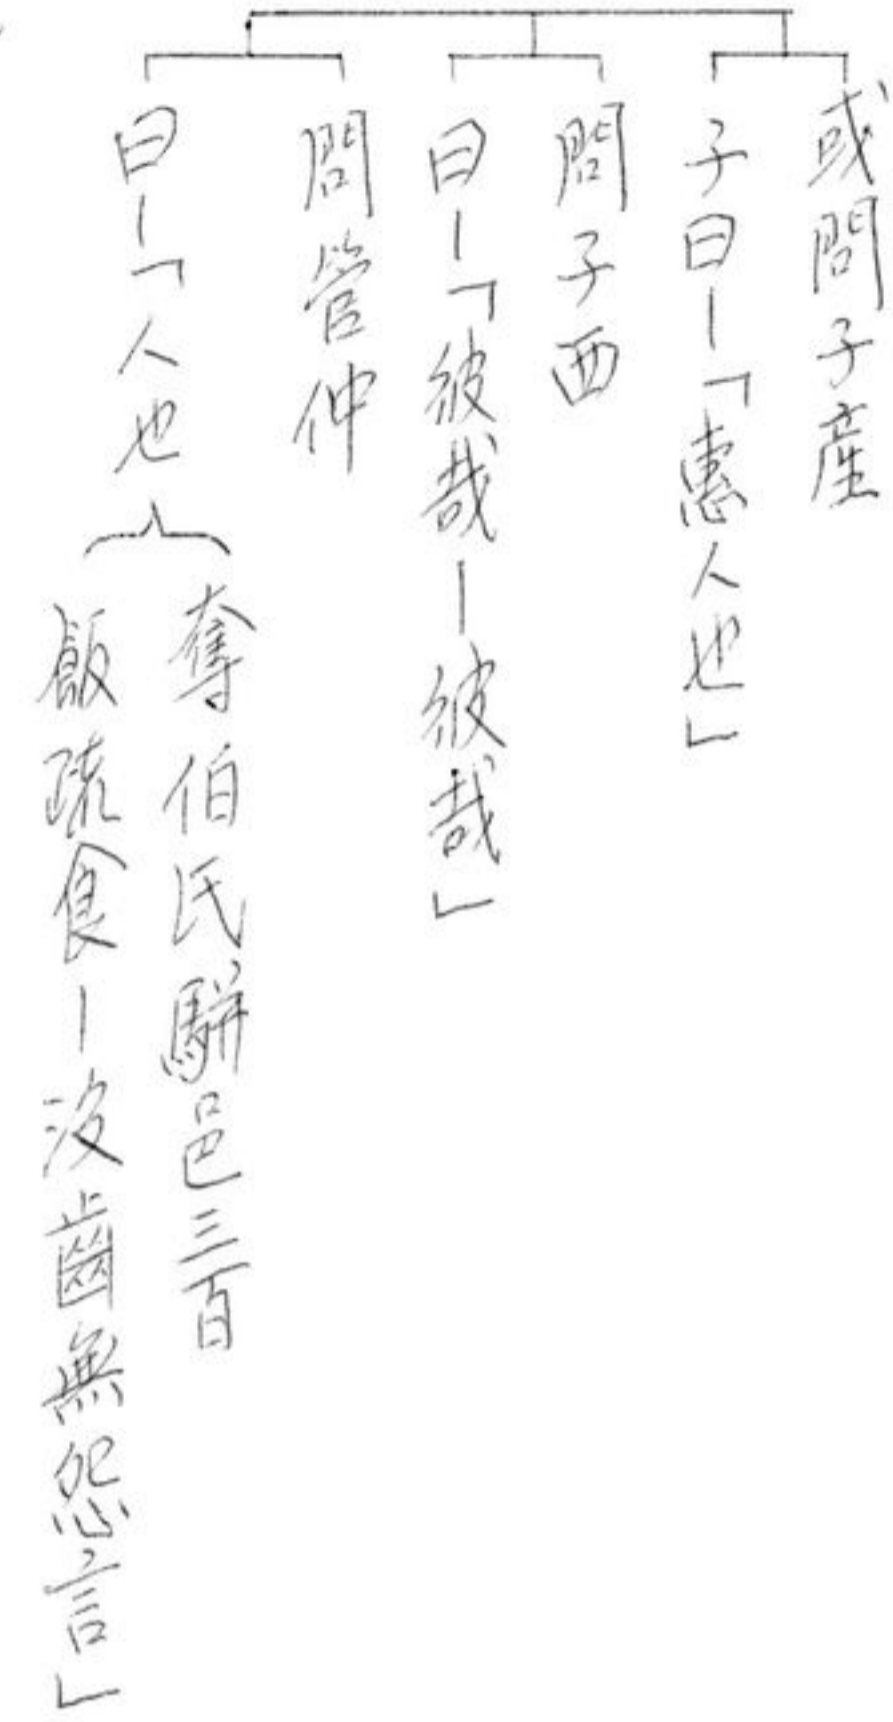 或問子產
子曰－「惠人也」
問子西
曰－「彼哉－彼哉」
問管仲
曰－「人也
奪伯氏駢邑三百
飯疏食－沒齒無怨言」